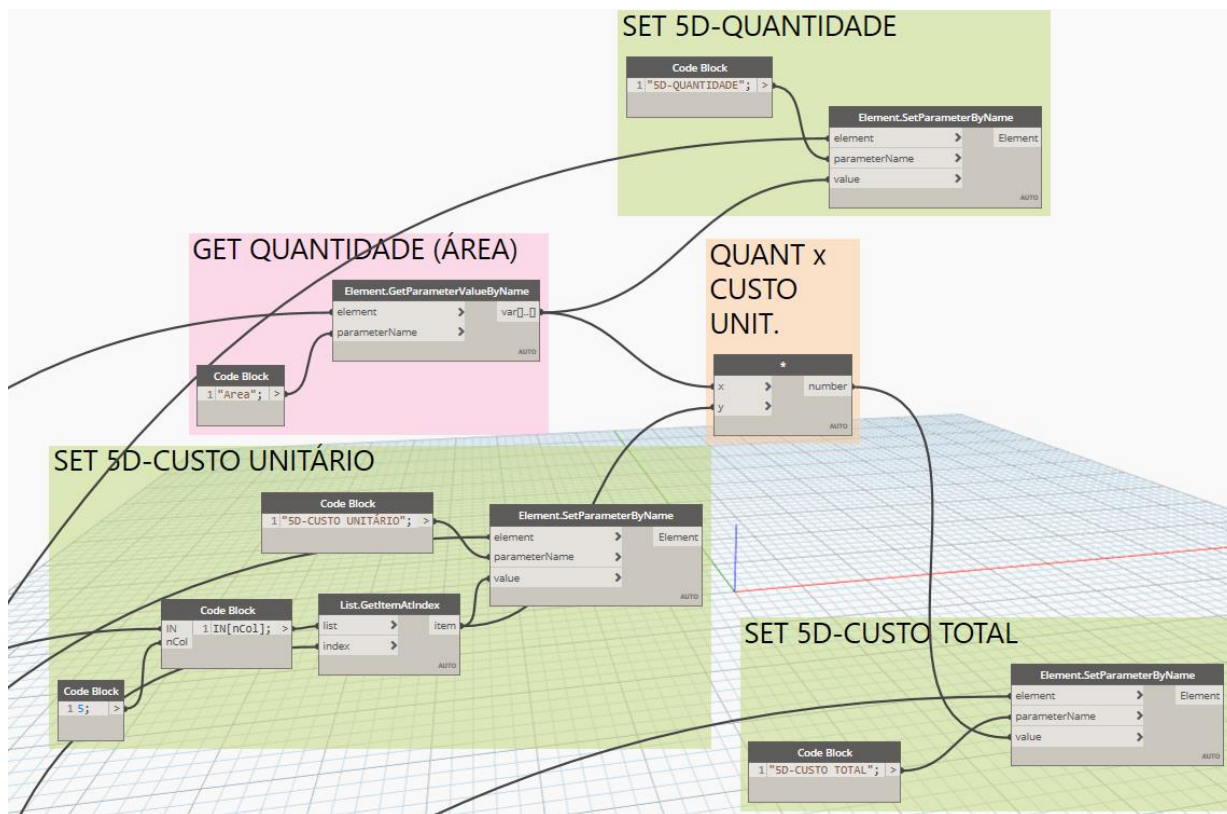 SET 5D-QUANTIDADE
Code Block
1 "5D-QUANTIDADE"; >
Element.SetParameterByName
element > Element
parameterName >
value >
AUTO
GET QUANTIDADE (ÁREA)
Element.GetParameterValueByName
element > var[]..[]
parameterName >
AUTO
Code Block
1 "Area"; >
QUANT x
CUSTO
UNIT.
*
x > number
y >
AUTO
SET 5D-CUSTO UNITÁRIO
Code Block
1 "5D-CUSTO UNITÁRIO"; >
Element.SetParameterByName
element > Element
parameterName >
value >
AUTO
Code Block
IN 1 IN[nCol]; >
nCol
List.GetItemAtIndex
list > item
index >
AUTO
Code Block
1 5; >
SET 5D-CUSTO TOTAL
Element.SetParameterByName
element > Element
parameterName >
value >
AUTO
Code Block
1 "5D-CUSTO TOTAL"; >